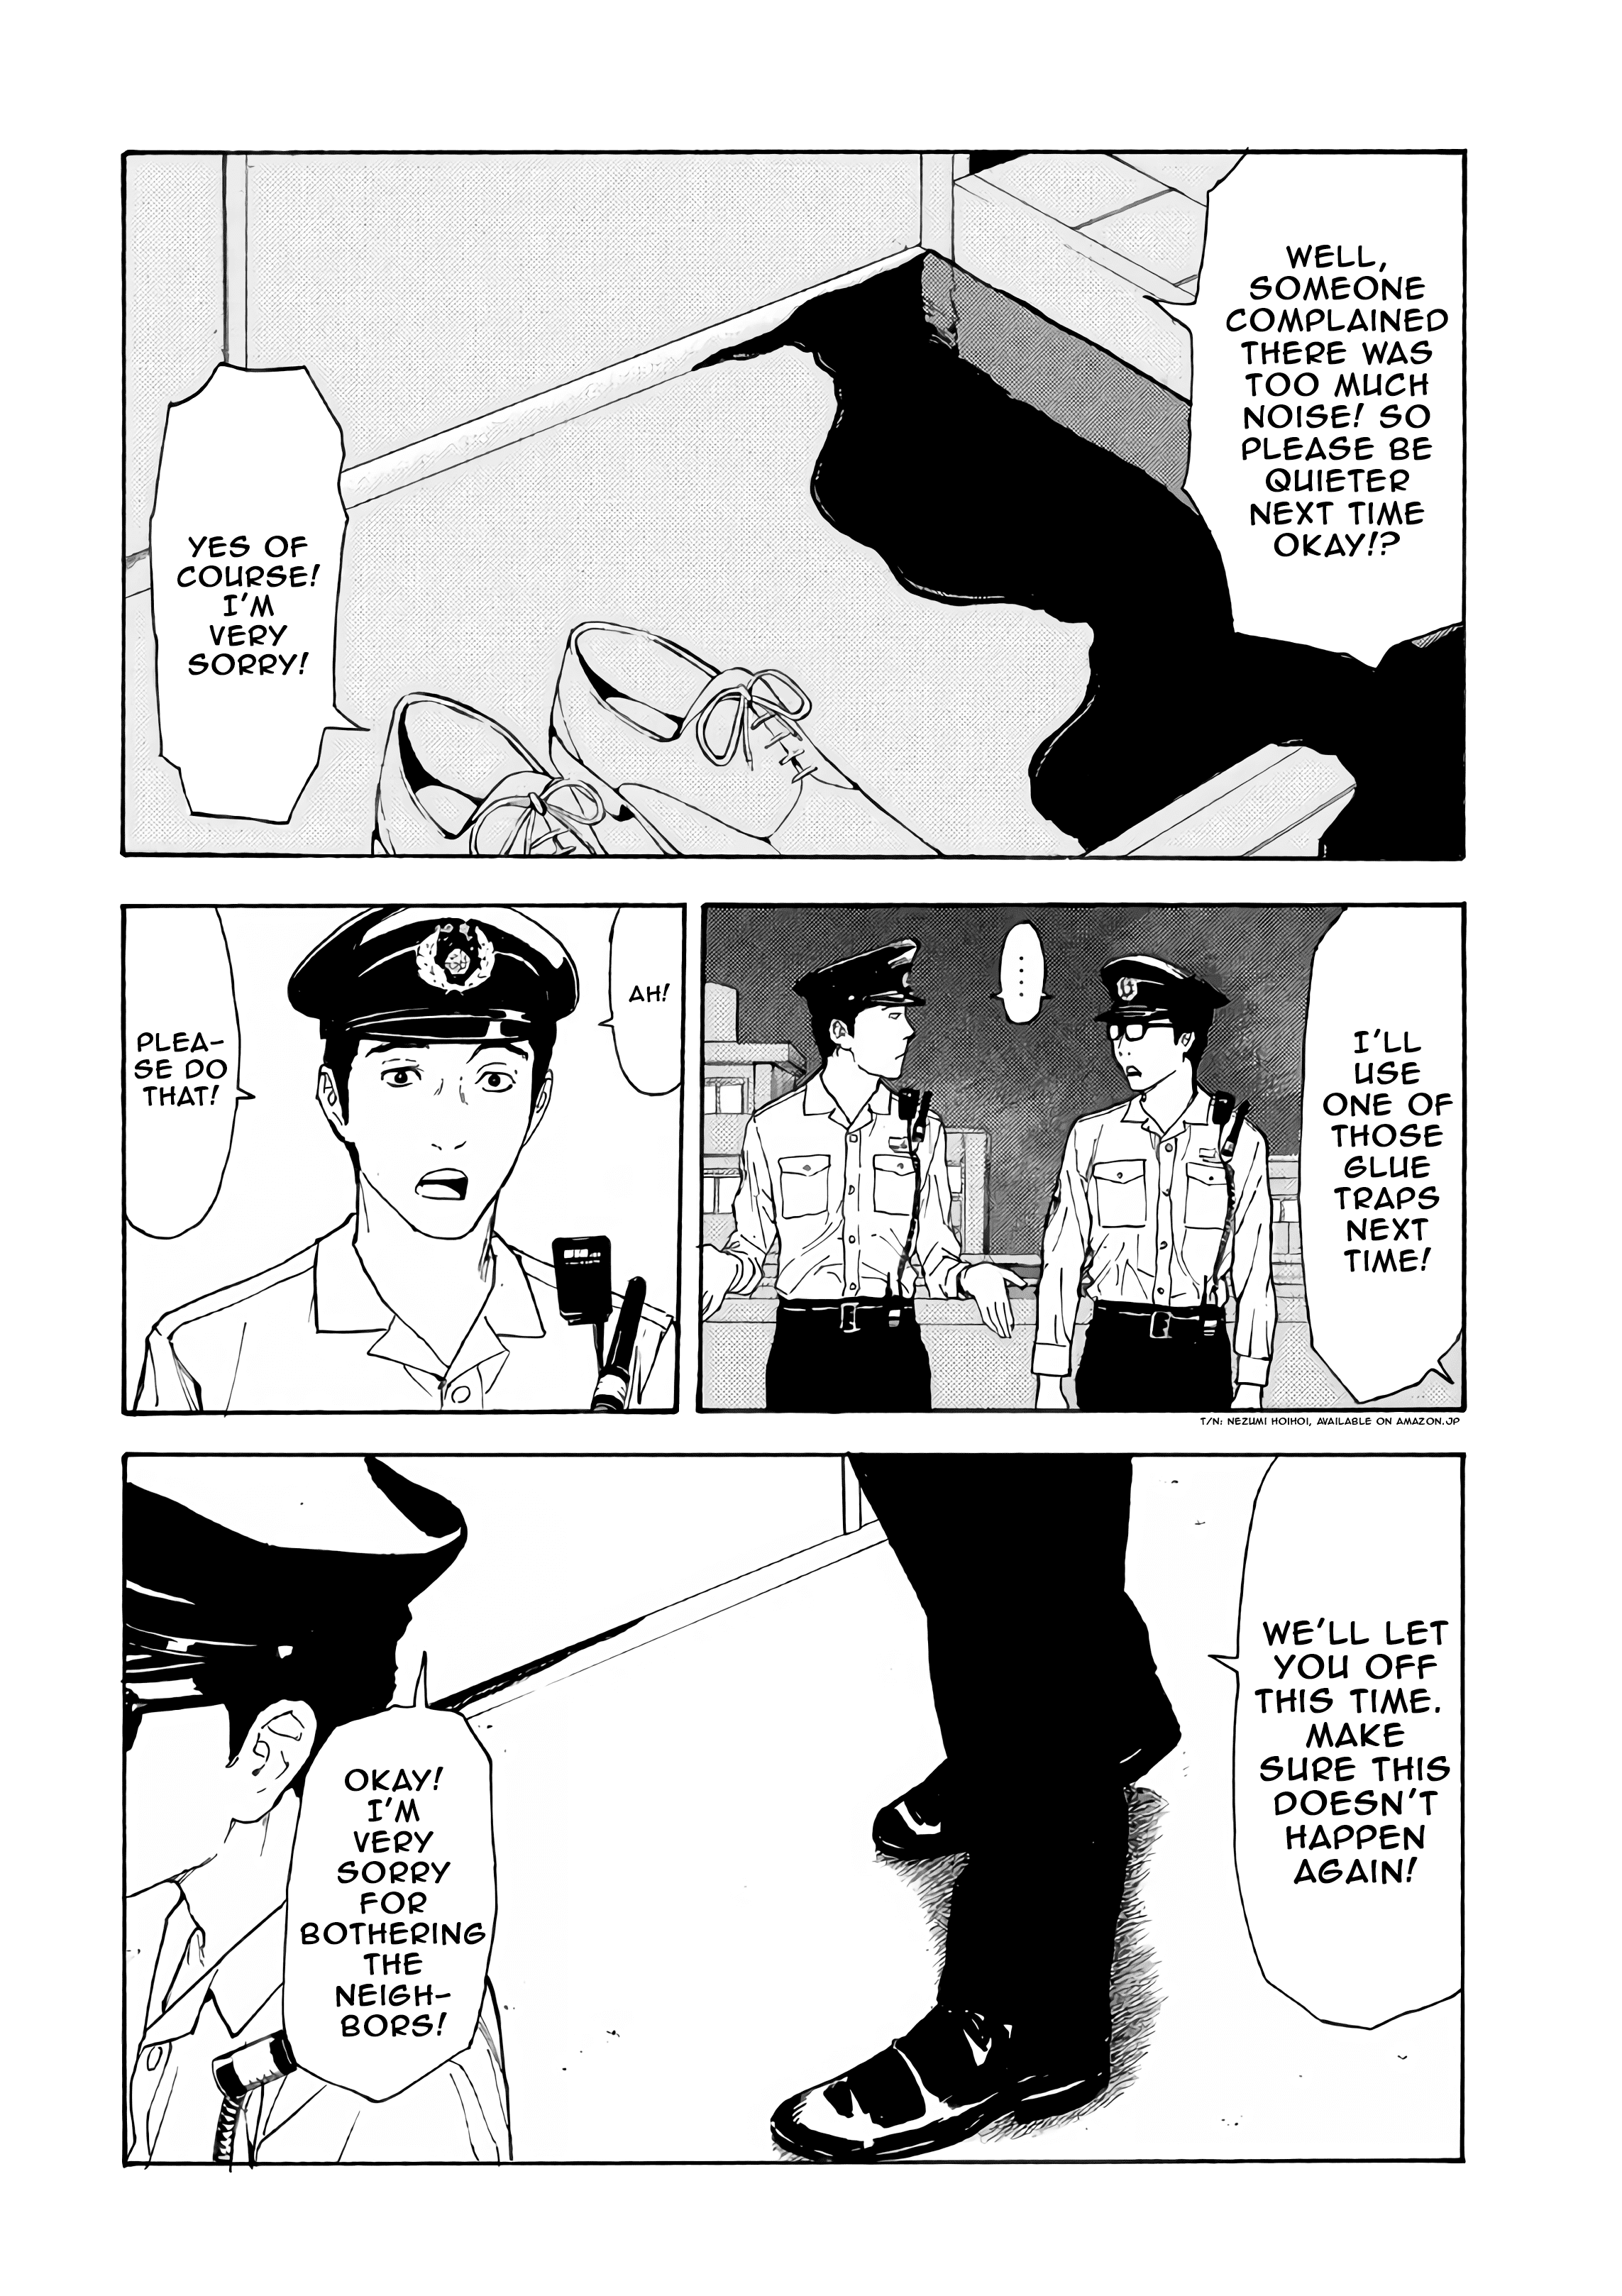 WELL,
SOMEONE
COMPLAINED
THERE WAS
TOO MUCH
NOISE! SO
PLEASE BE
QUIETER
NEXT TIME
OKAY!?
YES OF
COURSE!
I'M
VERY
SORRY!
I'LL
USE
ONE OF
THOSE
GLUE
TRAPS
NEXT
TIME!
.....
T/N: NEZUMI HOIHOI, AVAILABLE ON AMAZON.JP
AH!
PLEA-
SE DO
THAT!
WE'LL LET
YOU OFF
THIS TIME.
MAKE
SURE THIS
DOESN'T
HAPPEN
AGAIN!
OKAY!
I'M
VERY
SORRY
FOR
BOTHERING
THE
NEIGH-
BORS!